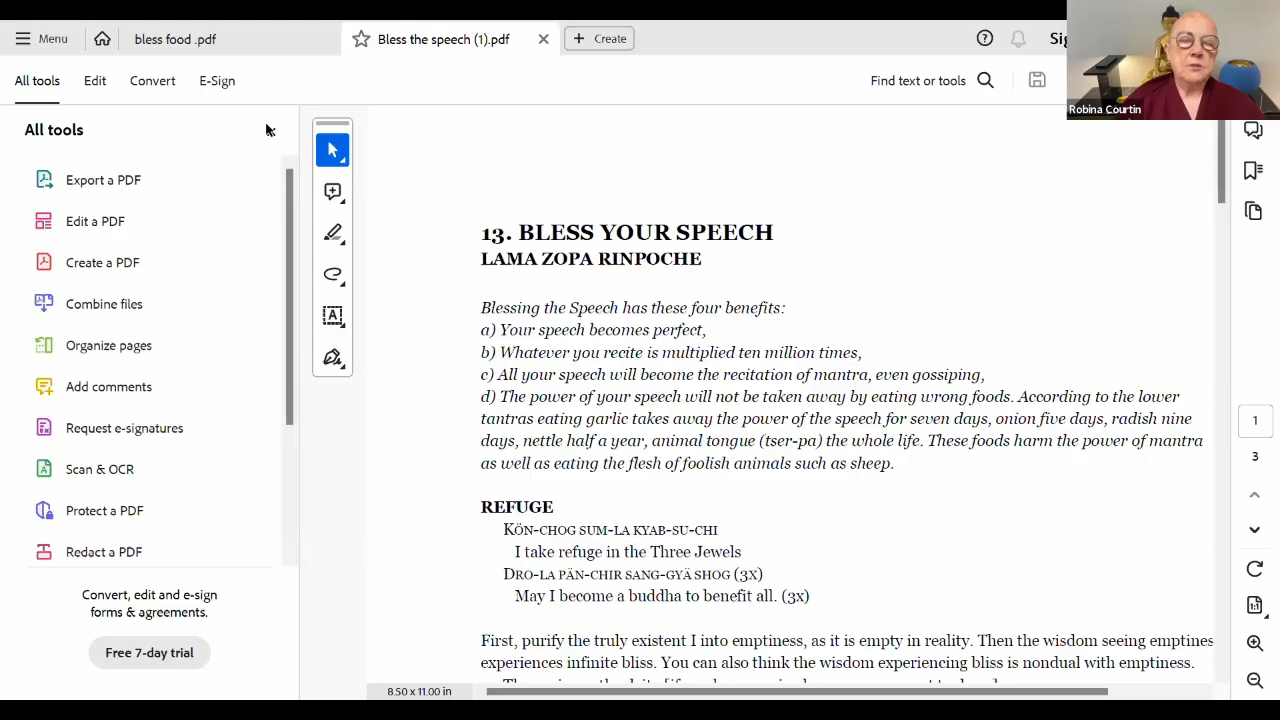 Menu
bless food .pdf
Bless the speech (1).pdf
Create
All tools
Edit
Convert
E-Sign
Find text or tools
Robina Courtin
All tools
Export a PDF
Edit a PDF
Create a PDF
Combine files
Organize pages
Add comments
Request e-signatures
Scan & OCR
Protect a PDF
Redact a PDF
Convert, edit and e-sign
forms & agreements.
Free 7-day trial
13. BLESS YOUR SPEECH
LAMA ZOPA RINPOCHE
Blessing the Speech has these four benefits:
a) Your speech becomes perfect,
b) Whatever you recite is multiplied ten million times,
c) All your speech will become the recitation of mantra, even gossiping,
d) The power of your speech will not be taken away by eating wrong foods. According to the lower
tantras eating garlic takes away the power of the speech for seven days, onion five days, radish nine
days, nettle half a year, animal tongue (tser-pa) the whole life. These foods harm the power of mantra
as well as eating the flesh of foolish animals such as sheep.
REFUGE
KÖN-CHOG SUM-LA KYAB-SU-CHI
I take refuge in the Three Jewels
DRO-LA PÄN-CHIR SANG-GYÄ SHOG (3x)
May I become a buddha to benefit all. (3x)
First, purify the truly existent I into emptiness, as it is empty in reality. Then the wisdom seeing emptines
experiences infinite bliss. You can also think the wisdom experiencing bliss is nondual with emptiness.
8.50 x 11.00 in
1
3